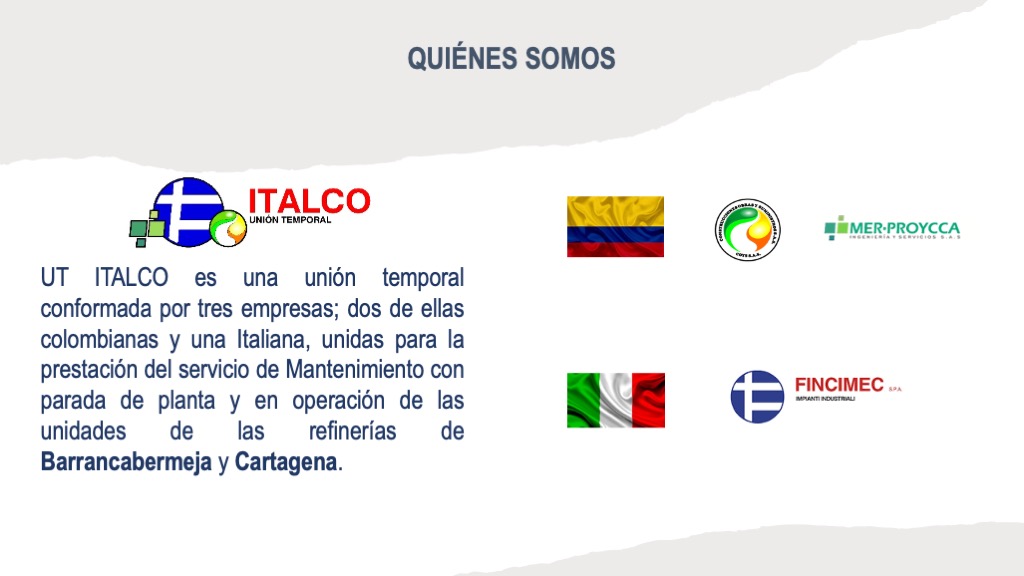 QUIÉNES SOMOS
ITALCO
UNIÓN TEMPORAL
UT ITALCO es una unión temporal
conformada por tres empresas; dos de ellas
colombianas y una Italiana, unidas para la
prestación del servicio de Mantenimiento con
parada de planta y en operación de las
unidades de las refinerías de
Barrancabermeja y Cartagena.
MER·PROYCCA
INGENIERÍA Y SERVICIOS S.A.S
FINCIMEC S.P.A.
IMPIANTI INDUSTRIALI